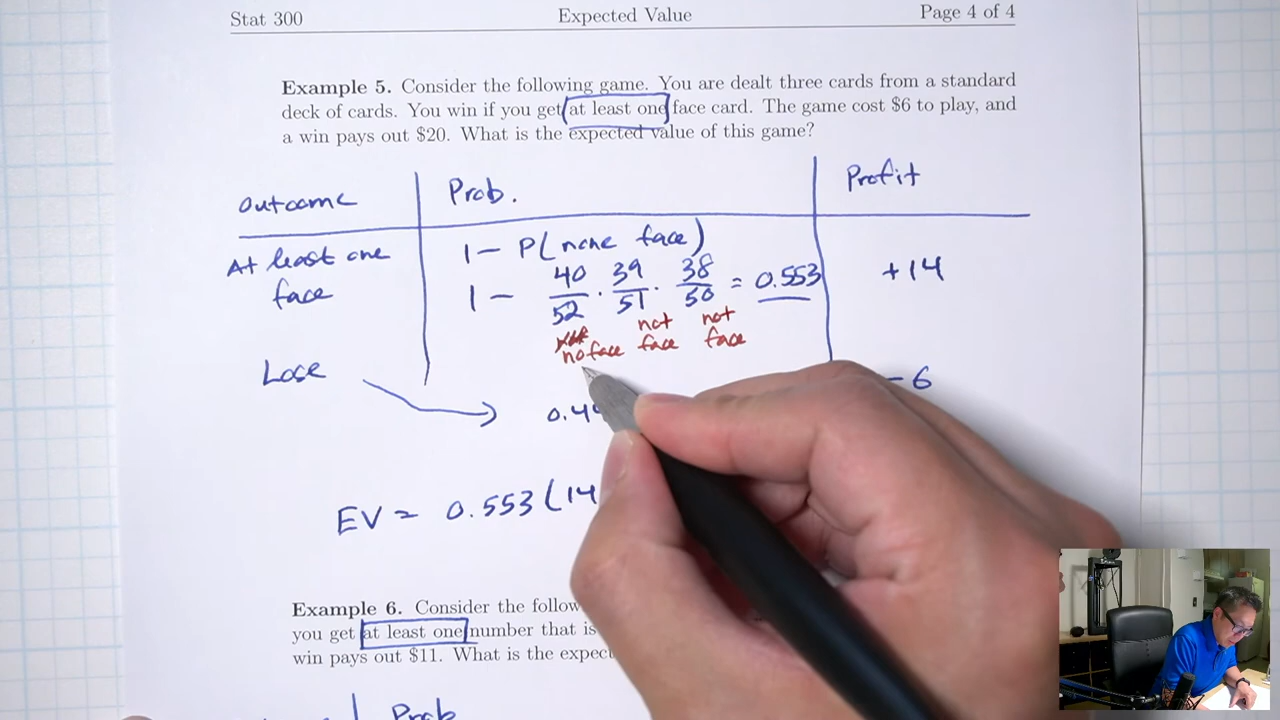 Stat 300 Expected Value Page 4 of 4
Example 5. Consider the following game. You are dealt three cards from a standard
deck of cards. You win if you get at least one face card. The game cost $6 to play, and
a win pays out $20. What is the expected value of this game?
Outcome Prob. Profit
At least one 1 - P(none face)
face 1 - 40/52 · 39/51 · 38/50 = 0.553 +14
no face not face not face
Lose -6
0.4
EV = 0.553 (14
Example 6. Consider the follow
you get at least one number that is
win pays out $11. What is the expec
Prob